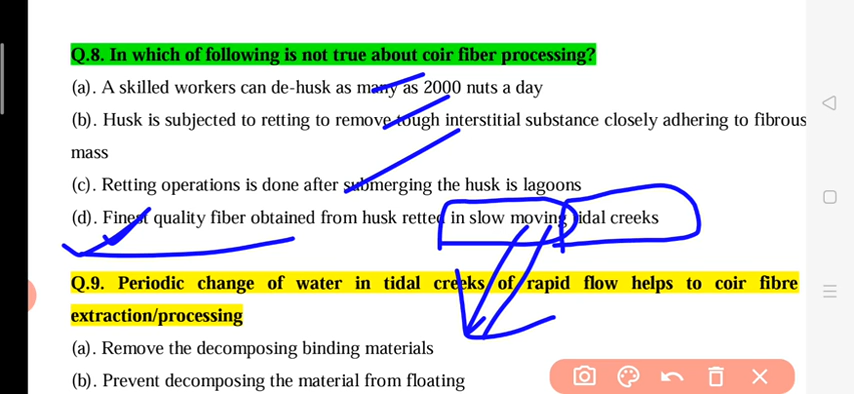 Q.8. In which of following is not true about coir fiber processing?
(a). A skilled workers can de-husk as many as 2000 nuts a day
(b). Husk is subjected to retting to remove tough interstitial substance closely adhering to fibrous
mass
(c). Retting operations is done after submerging the husk is lagoons
(d). Finest quality fiber obtained from husk retted in slow moving tidal creeks
Q.9. Periodic change of water in tidal creeks of rapid flow helps to coir fibre
extraction/processing
(a). Remove the decomposing binding materials
(b). Prevent decomposing the material from floating